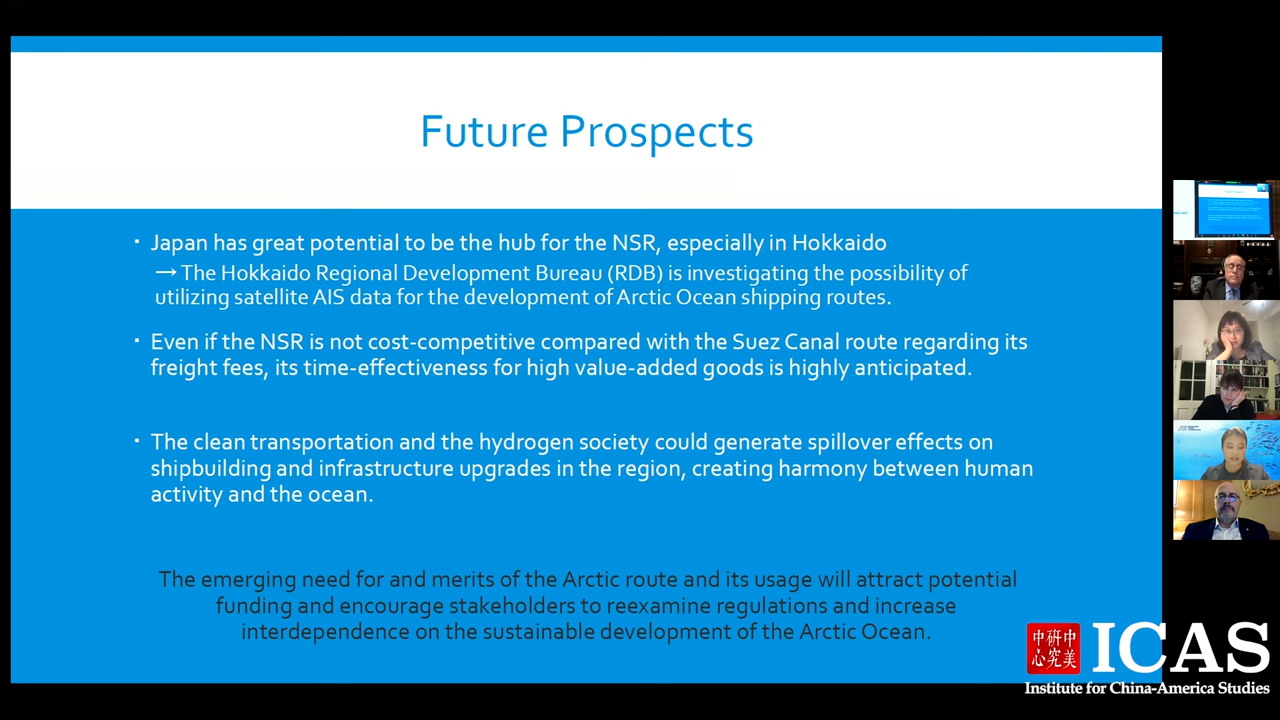 Future Prospects
▪ Japan has great potential to be the hub for the NSR, especially in Hokkaido
→ The Hokkaido Regional Development Bureau (RDB) is investigating the possibility of
utilizing satellite AIS data for the development of Arctic Ocean shipping routes.
▪ Even if the NSR is not cost-competitive compared with the Suez Canal route regarding its
freight fees, its time-effectiveness for high value-added goods is highly anticipated.
▪ The clean transportation and the hydrogen society could generate spillover effects on
shipbuilding and infrastructure upgrades in the region, creating harmony between human
activity and the ocean.
The emerging need for and merits of the Arctic route and its usage will attract potential
funding and encourage stakeholders to reexamine regulations and increase
interdependence on the sustainable development of the Arctic Ocean.
中研中
心究美
ICAS
Institute for China-America Studies